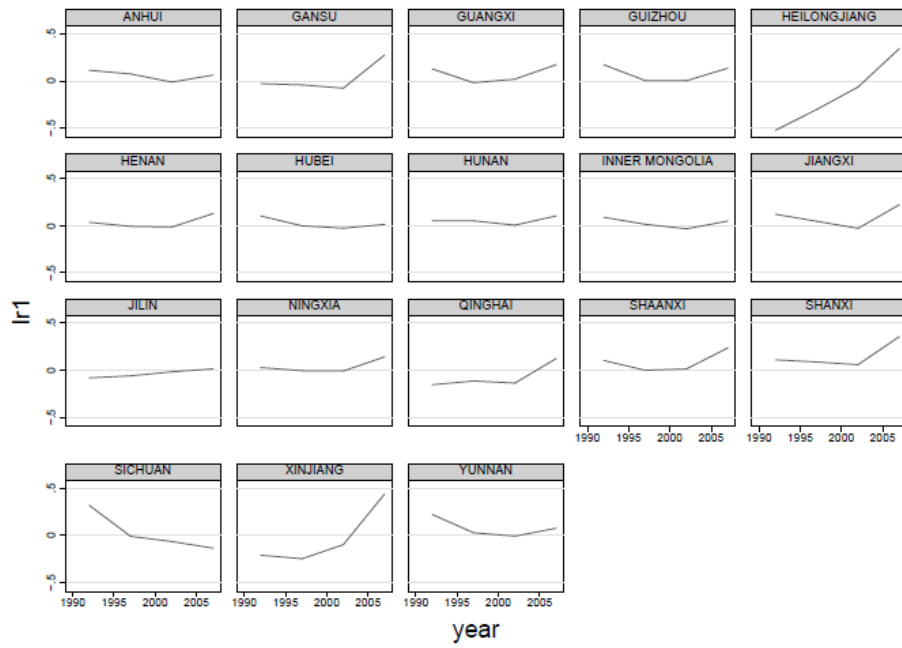 ANHUI GANSU GUANGXI GUIZHOU HEILONGJIANG
.5
0
-.5
HENAN HUBEI HUNAN INNER MONGOLIA JIANGXI
.5
0
-.5
JILIN NINGXIA QINGHAI SHAANXI SHANXI
.5
0
-.5
1990 1995 2000 2005 1990 1995 2000 2005
SICHUAN XINJIANG YUNNAN
.5
0
-.5
1990 1995 2000 2005 1990 1995 2000 2005 1990 1995 2000 2005
lr1
year